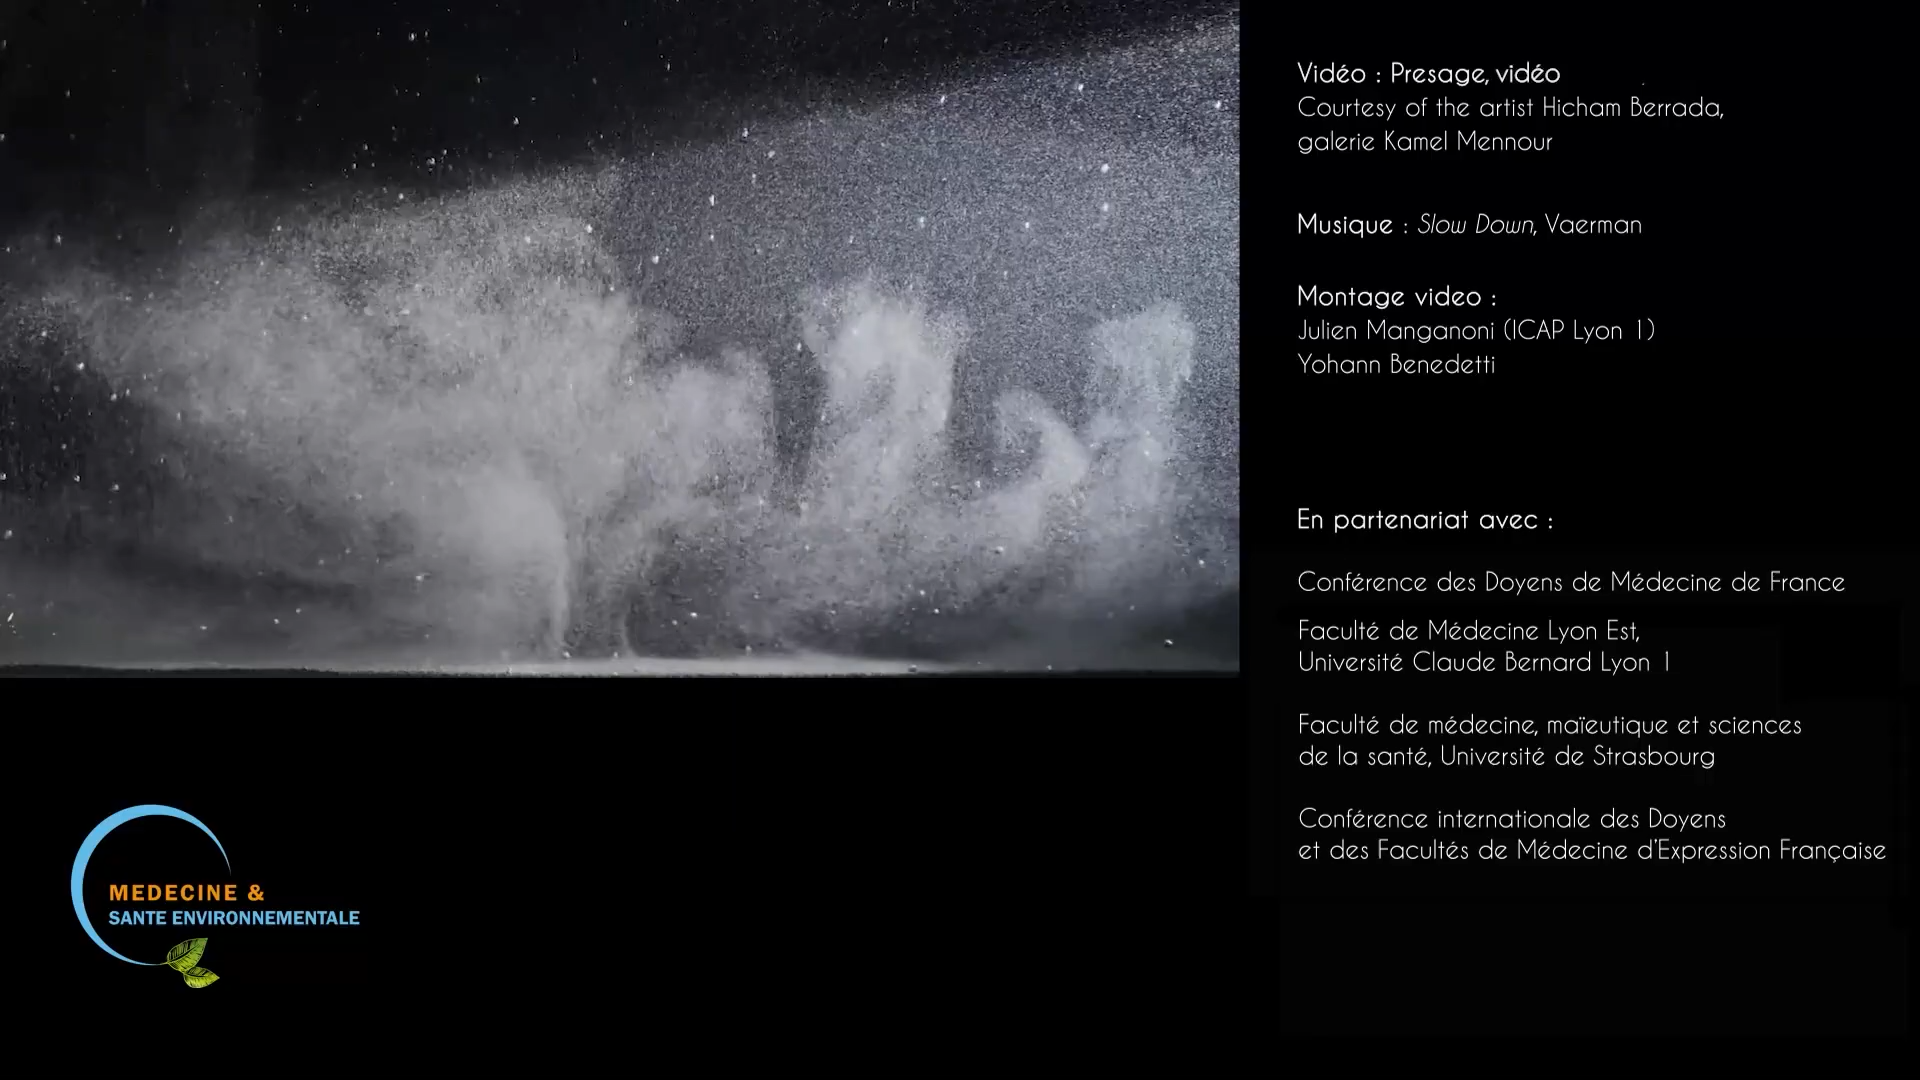 Vidéo : Presage, vidéo
Courtesy of the artist Hicham Berrada,
galerie Kamel Mennour
Musique : Slow Down, Vaerman
Montage video :
Julien Manganoni (ICAP Lyon 1)
Yohann Benedetti
En partenariat avec :
Conférence des Doyens de Médecine de France
Faculté de Médecine Lyon Est,
Université Claude Bernard Lyon 1
Faculté de médecine, maïeutique et sciences
de la santé, Université de Strasbourg
Conférence internationale des Doyens
et des Facultés de Médecine d'Expression Française
MEDECINE &
SANTE ENVIRONNEMENTALE